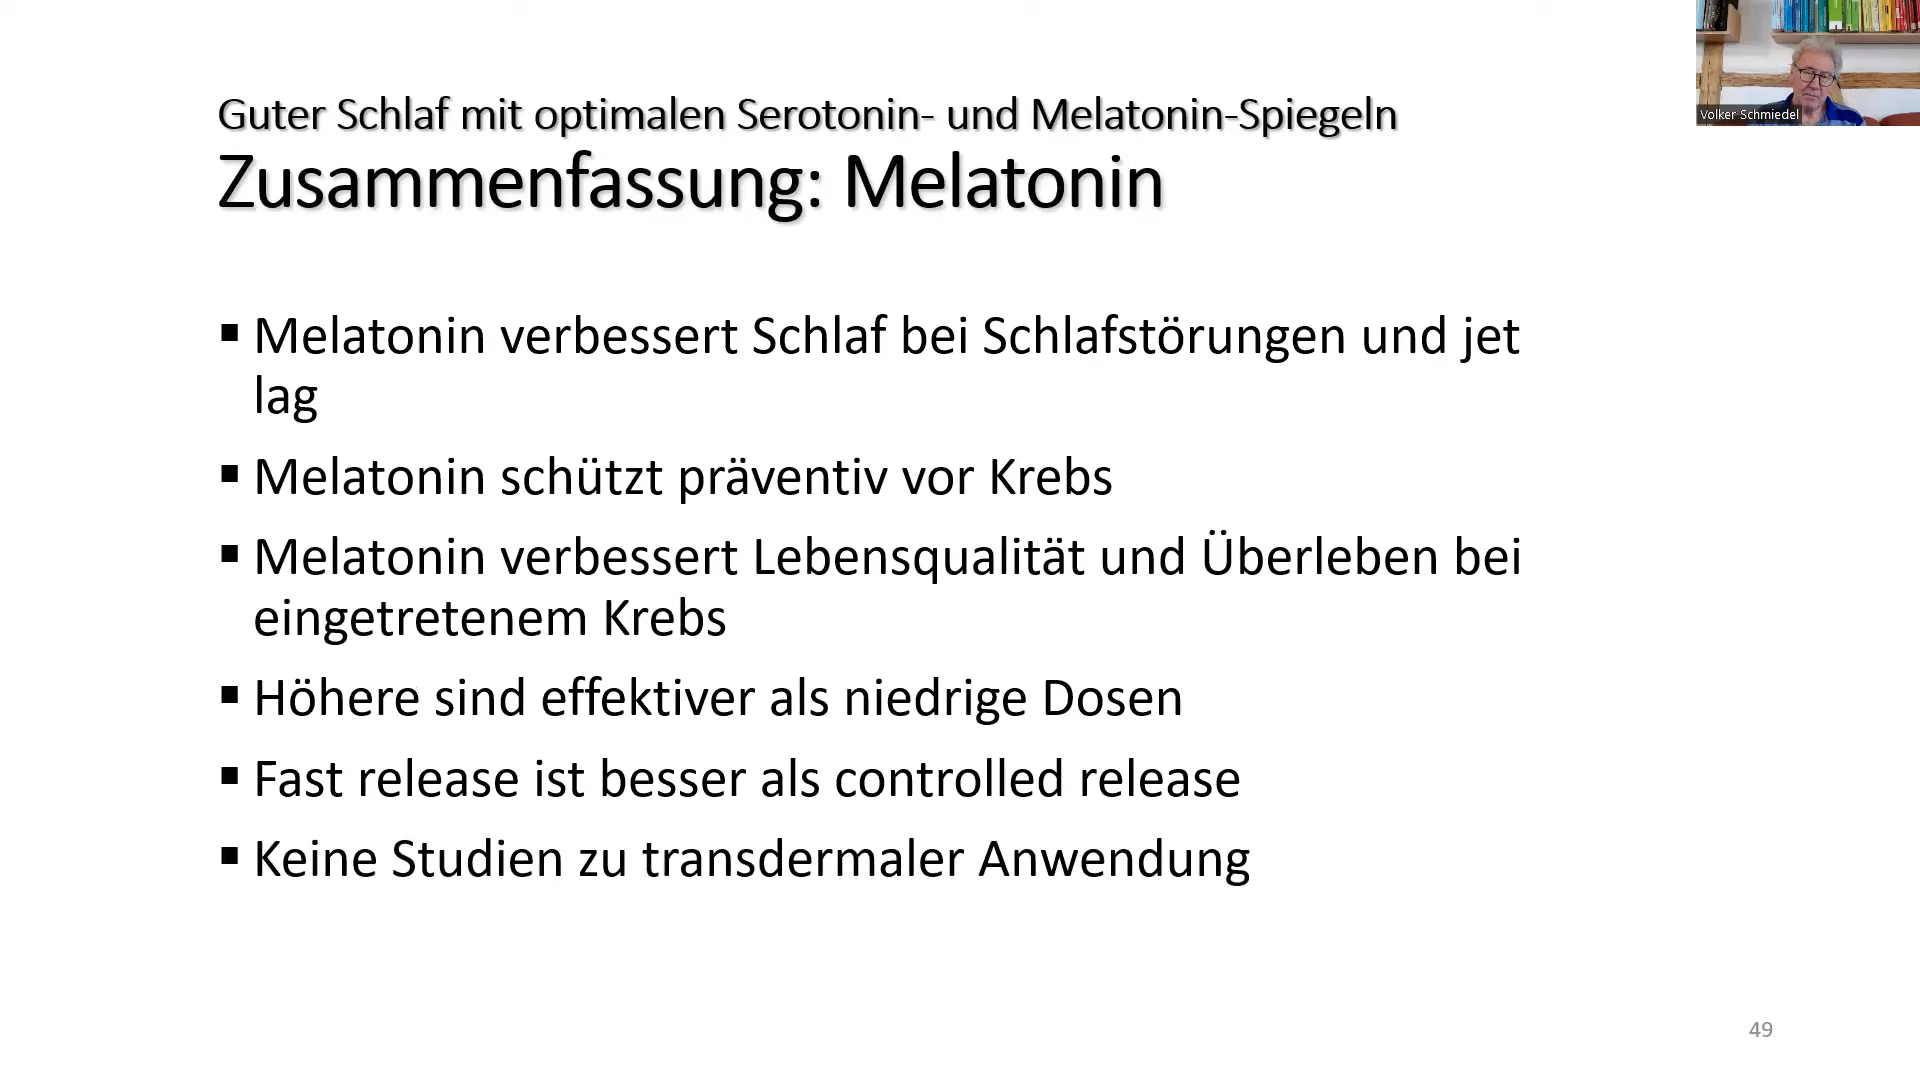 Volker Schmiedel
Guter Schlaf mit optimalen Serotonin- und Melatonin-Spiegeln
Zusammenfassung: Melatonin
▪ Melatonin verbessert Schlaf bei Schlafstörungen und jet
lag
▪ Melatonin schützt präventiv vor Krebs
▪ Melatonin verbessert Lebensqualität und Überleben bei
eingetretenem Krebs
▪ Höhere sind effektiver als niedrige Dosen
▪ Fast release ist besser als controlled release
▪ Keine Studien zu transdermaler Anwendung
49